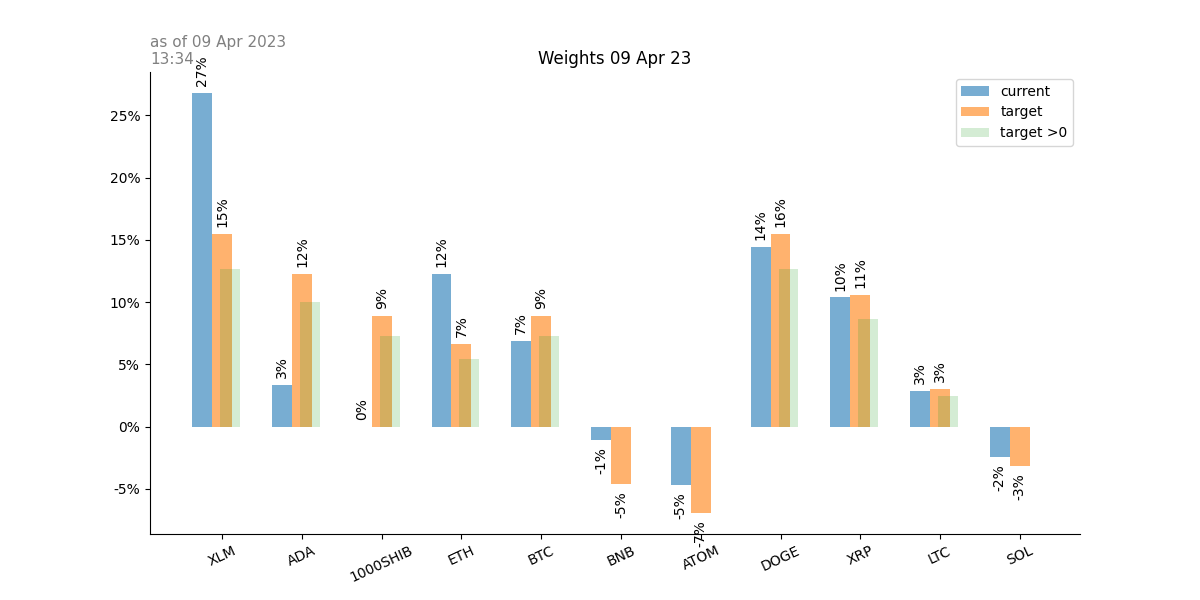 as of 09 Apr 2023
13:34
Weights 09 Apr 23
current
target
target >0
25%
20%
15%
10%
5%
0%
-5%
27%
15%
3%
12%
0%
9%
12%
7%
7%
9%
-1%
-5%
-5%
-7%
14%
16%
10%
11%
3%
3%
-2%
-3%
XLM
ADA
1000SHIB
ETH
BTC
BNB
ATOM
DOGE
XRP
LTC
SOL